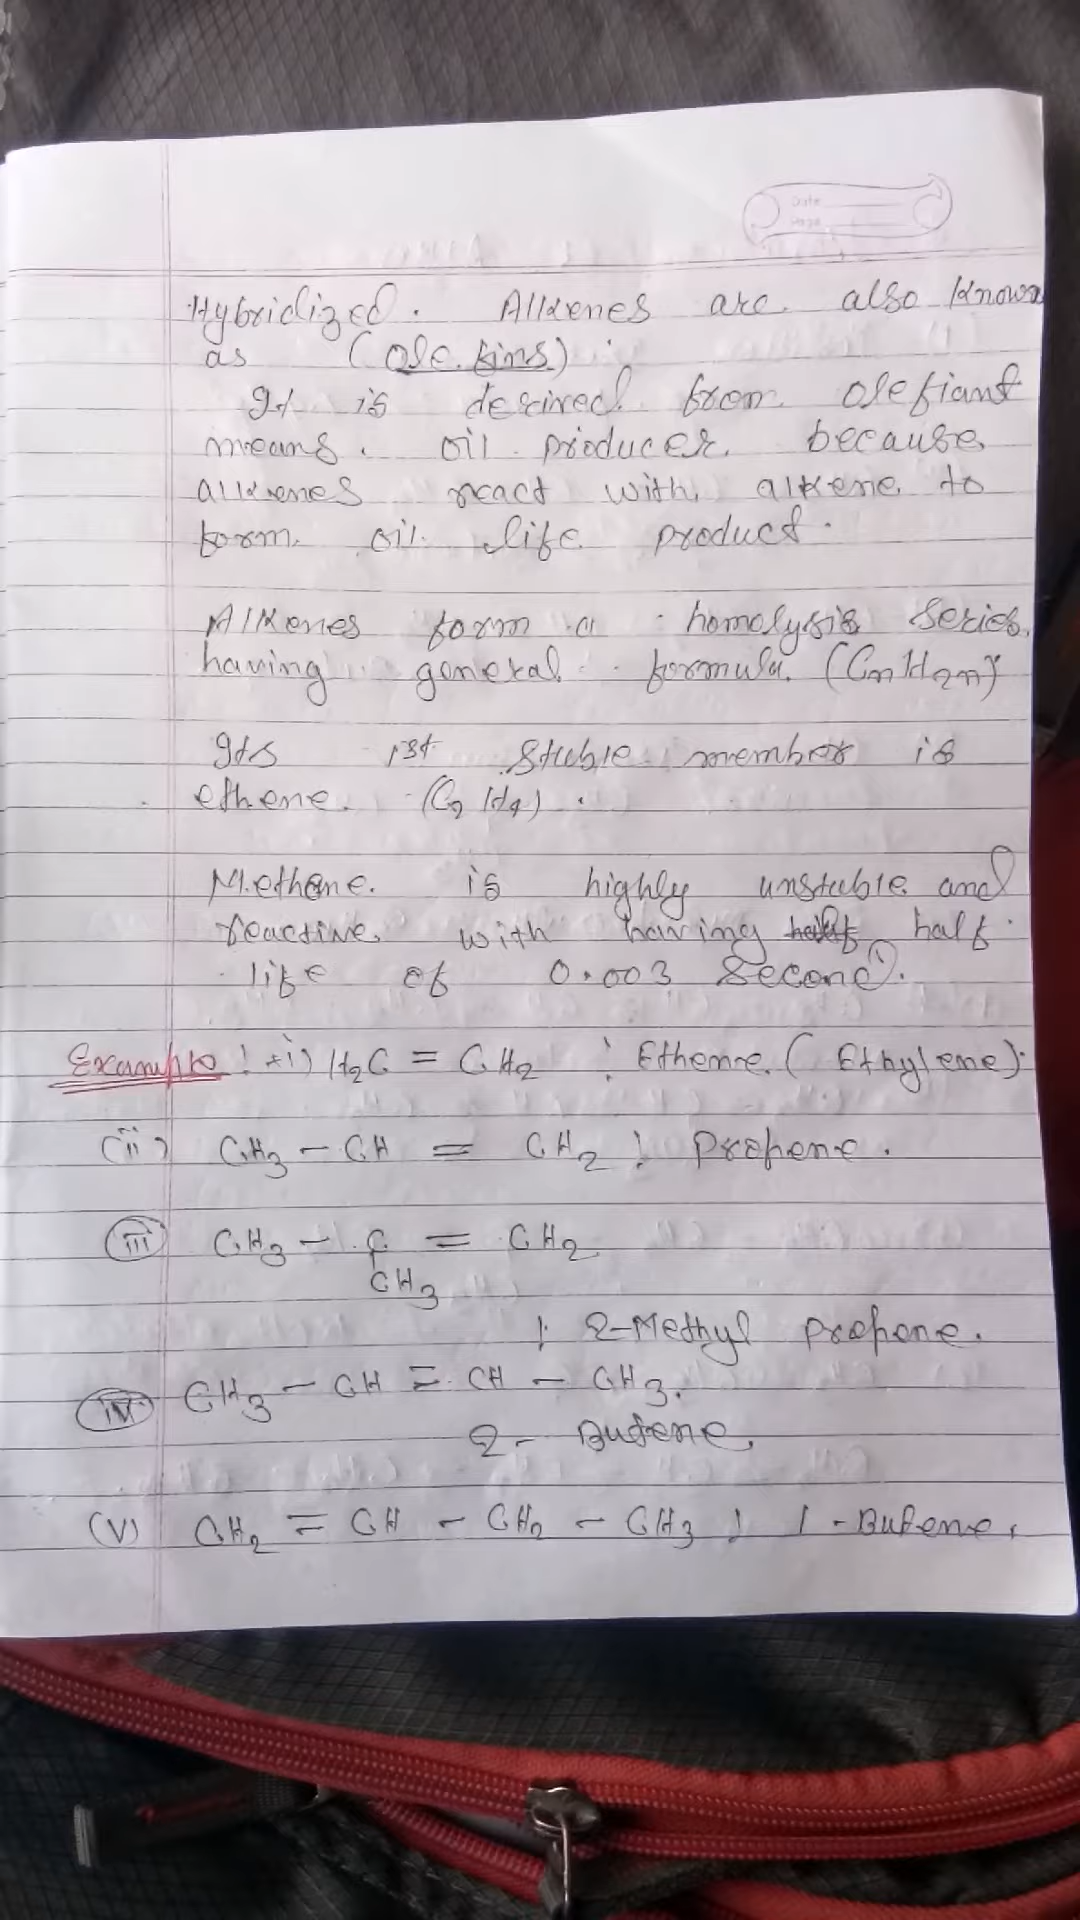 Date
Page
Hybridized. Alkenes are also known
as (Olefins).
It is derived from olefiant
means oil producer because
alkenes react with alkene to
form oil life product.
Alkenes form a homolysis series
having general formula (CnH2n)
Its 1st stable member is
ethene. (C2H4).
Methene is highly unstable and
reactive with having half
life of 0.003 second.
Example: (i) H2C = CH2 : Ethene (Ethylene).
(ii) CH3 - CH = CH2 : Propene.
(iii) CH3 - C = CH2
CH3
: 2-Methyl propene.
(iv) CH3 - CH = CH - CH3.
2- Butene.
(V) CH2 = CH - CH2 - CH3 ; 1-Butene.